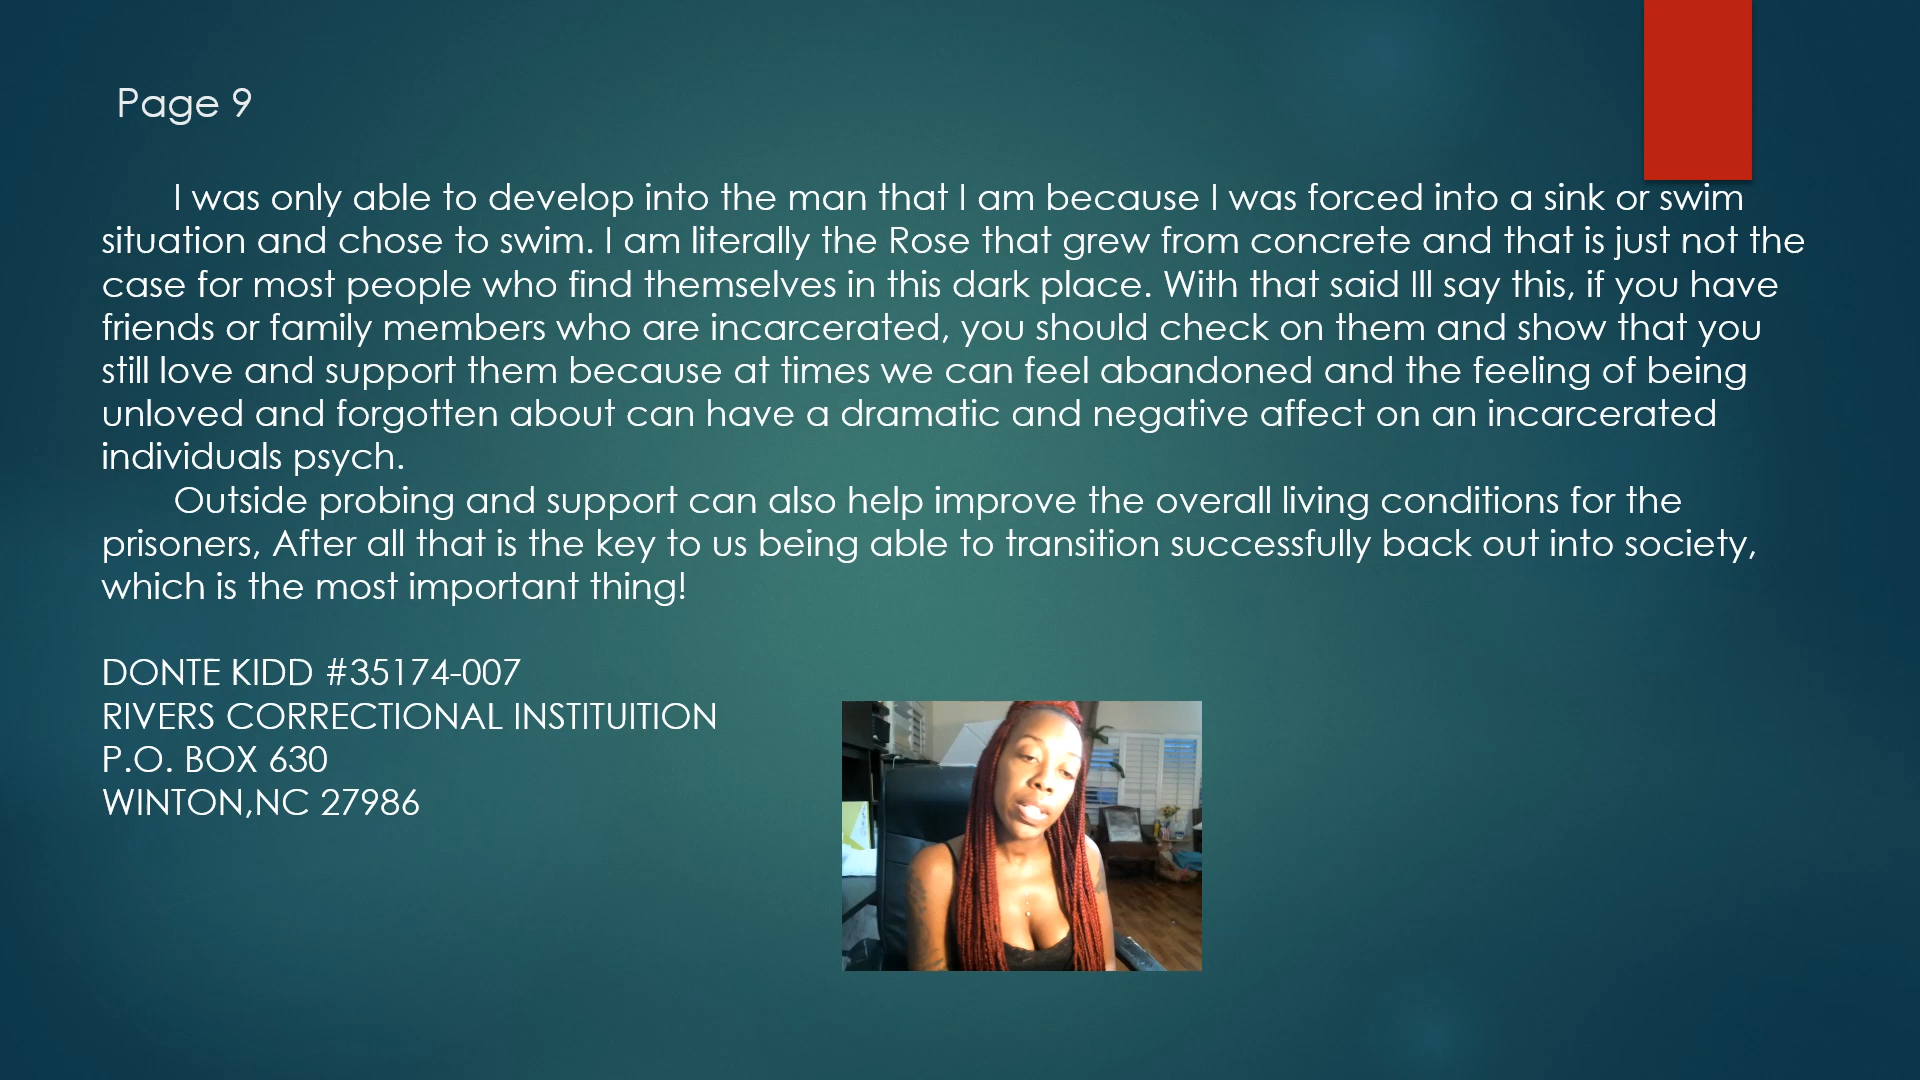 Page 9
I was only able to develop into the man that I am because I was forced into a sink or swim
situation and chose to swim. I am literally the Rose that grew from concrete and that is just not the
case for most people who find themselves in this dark place. With that said Ill say this, if you have
friends or family members who are incarcerated, you should check on them and show that you
still love and support them because at times we can feel abandoned and the feeling of being
unloved and forgotten about can have a dramatic and negative affect on an incarcerated
individuals psych.
Outside probing and support can also help improve the overall living conditions for the
prisoners, After all that is the key to us being able to transition successfully back out into society,
which is the most important thing!
DONTE KIDD #35174-007
RIVERS CORRECTIONAL INSTITUITION
P.O. BOX 630
WINTON,NC 27986